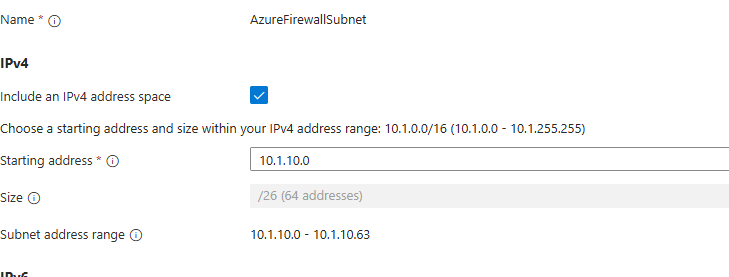 Name * AzureFirewallSubnet
IPv4
Include an IPv4 address space
Choose a starting address and size within your IPv4 address range: 10.1.0.0/16 (10.1.0.0 - 10.1.255.255)
Starting address * 10.1.10.0
Size /26 (64 addresses)
Subnet address range 10.1.10.0 - 10.1.10.63
IPv6